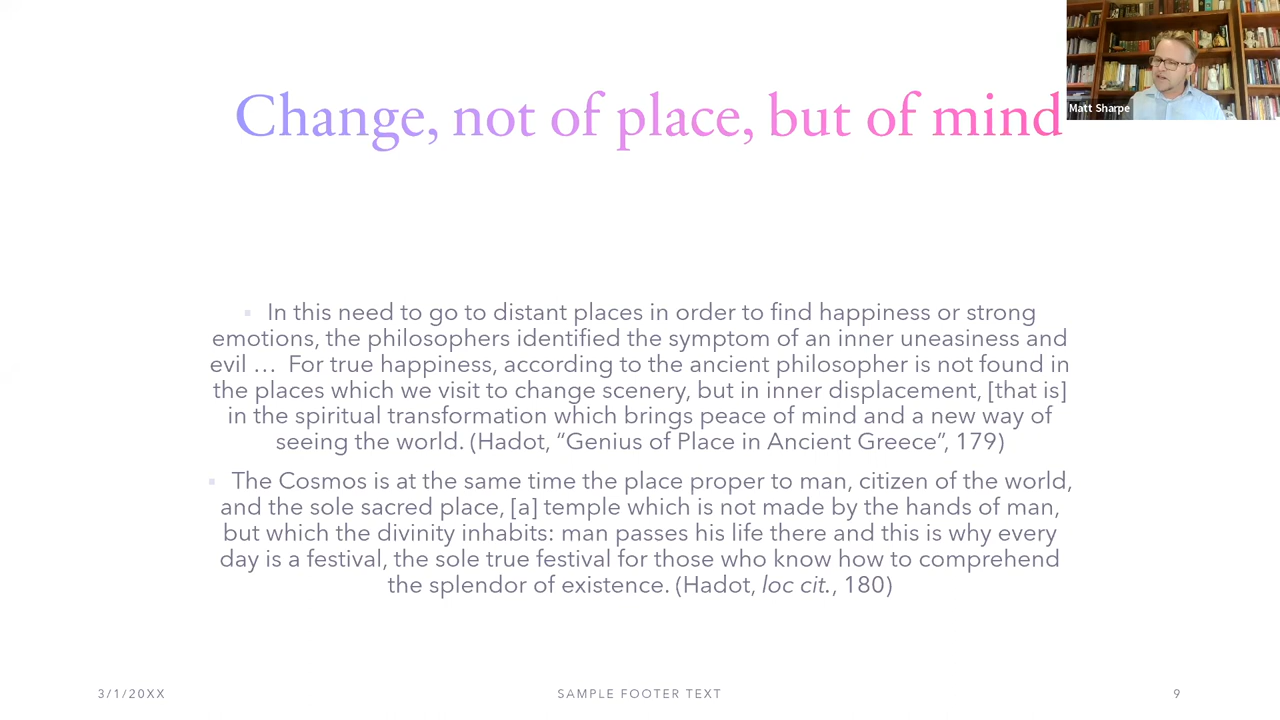 Change, not of place, but of mind
Matt Sharpe
▪ In this need to go to distant places in order to find happiness or strong
emotions, the philosophers identified the symptom of an inner uneasiness and
evil … For true happiness, according to the ancient philosopher is not found in
the places which we visit to change scenery, but in inner displacement, [that is]
in the spiritual transformation which brings peace of mind and a new way of
seeing the world. (Hadot, “Genius of Place in Ancient Greece”, 179)
▪ The Cosmos is at the same time the place proper to man, citizen of the world,
and the sole sacred place, [a] temple which is not made by the hands of man,
but which the divinity inhabits: man passes his life there and this is why every
day is a festival, the sole true festival for those who know how to comprehend
the splendor of existence. (Hadot, loc cit., 180)
3/1/20XX
SAMPLE FOOTER TEXT
9